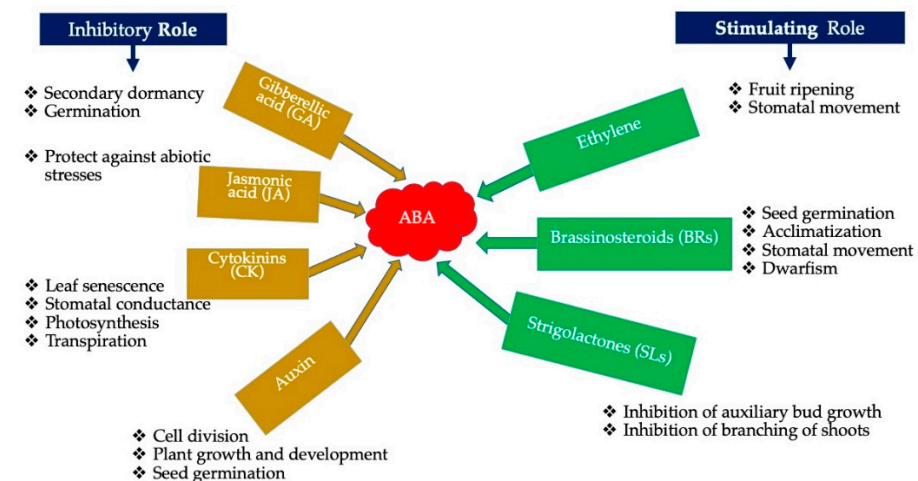 Inhibitory Role
Stimulating Role
❖ Secondary dormancy
❖ Germination
❖ Protect against abiotic
stresses
❖ Leaf senescence
❖ Stomatal conductance
❖ Photosynthesis
❖ Transpiration
Gibberellic
acid (GA)
Jasmonic
acid (JA)
Cytokinins
(CK)
Auxin
❖ Cell division
❖ Plant growth and development
❖ Seed germination
ABA
Ethylene
Brassinosteroids (BRs)
Strigolactones (SLs)
❖ Fruit ripening
❖ Stomatal movement
❖ Seed germination
❖ Acclimatization
❖ Stomatal movement
❖ Dwarfism
❖ Inhibition of auxiliary bud growth
❖ Inhibition of branching of shoots